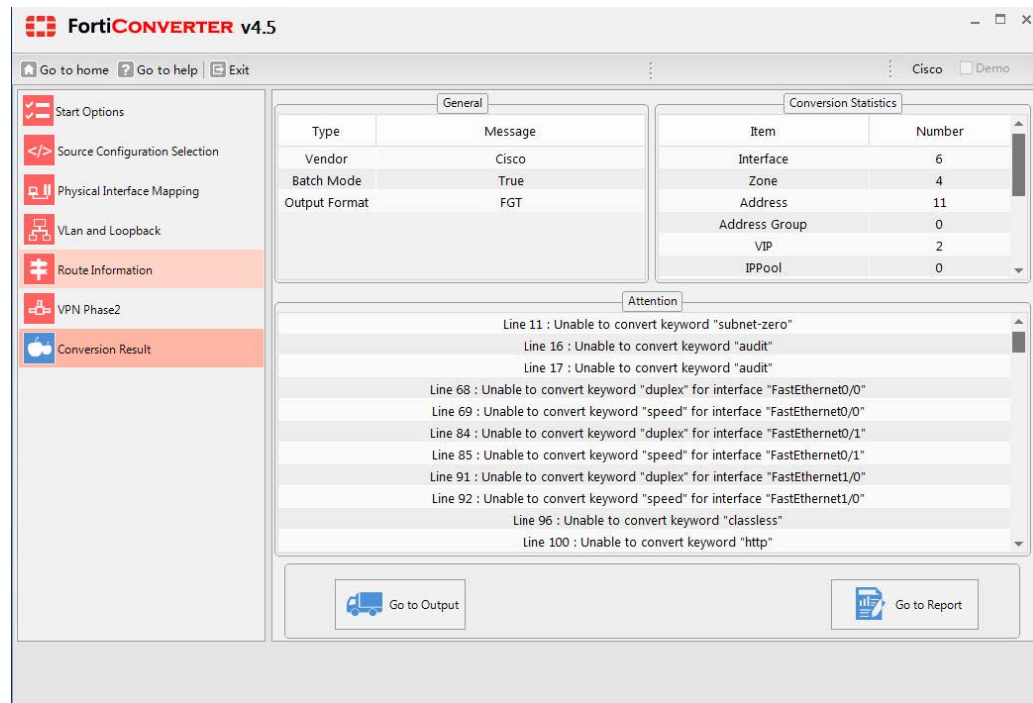 FortiCONVERTER v4.5
Go to home Go to help Exit Cisco Demo
Start Options
Source Configuration Selection
Physical Interface Mapping
VLan and Loopback
Route Information
VPN Phase2
Conversion Result
General
Type Message
Vendor Cisco
Batch Mode True
Output Format FGT
Conversion Statistics
Item Number
Interface 6
Zone 4
Address 11
Address Group 0
VIP 2
IPPool 0
Attention
Line 11 : Unable to convert keyword "subnet-zero"
Line 16 : Unable to convert keyword "audit"
Line 17 : Unable to convert keyword "audit"
Line 68 : Unable to convert keyword "duplex" for interface "FastEthernet0/0"
Line 69 : Unable to convert keyword "speed" for interface "FastEthernet0/0"
Line 84 : Unable to convert keyword "duplex" for interface "FastEthernet0/1"
Line 85 : Unable to convert keyword "speed" for interface "FastEthernet0/1"
Line 91 : Unable to convert keyword "duplex" for interface "FastEthernet1/0"
Line 92 : Unable to convert keyword "speed" for interface "FastEthernet1/0"
Line 96 : Unable to convert keyword "classless"
Line 100 : Unable to convert keyword "http"
Go to Output
Go to Report